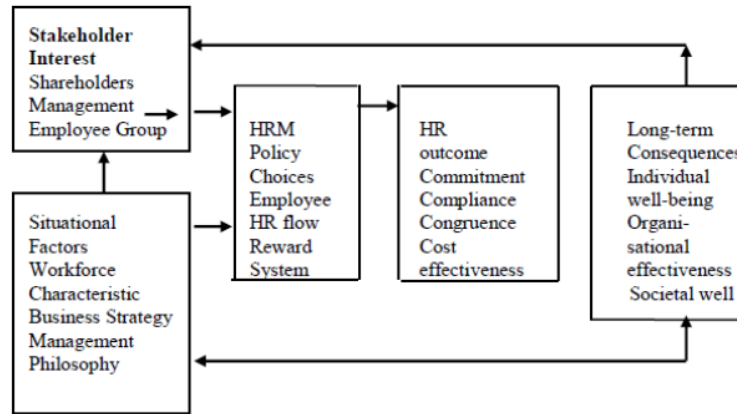 Stakeholder
Interest
Shareholders
Management
Employee Group
Situational
Factors
Workforce
Characteristic
Business Strategy
Management
Philosophy
HRM
Policy
Choices
Employee
HR flow
Reward
System
HR
outcome
Commitment
Compliance
Congruence
Cost
effectiveness
Long-term
Consequences
Individual
well-being
Organi-
sational
effectiveness
Societal well